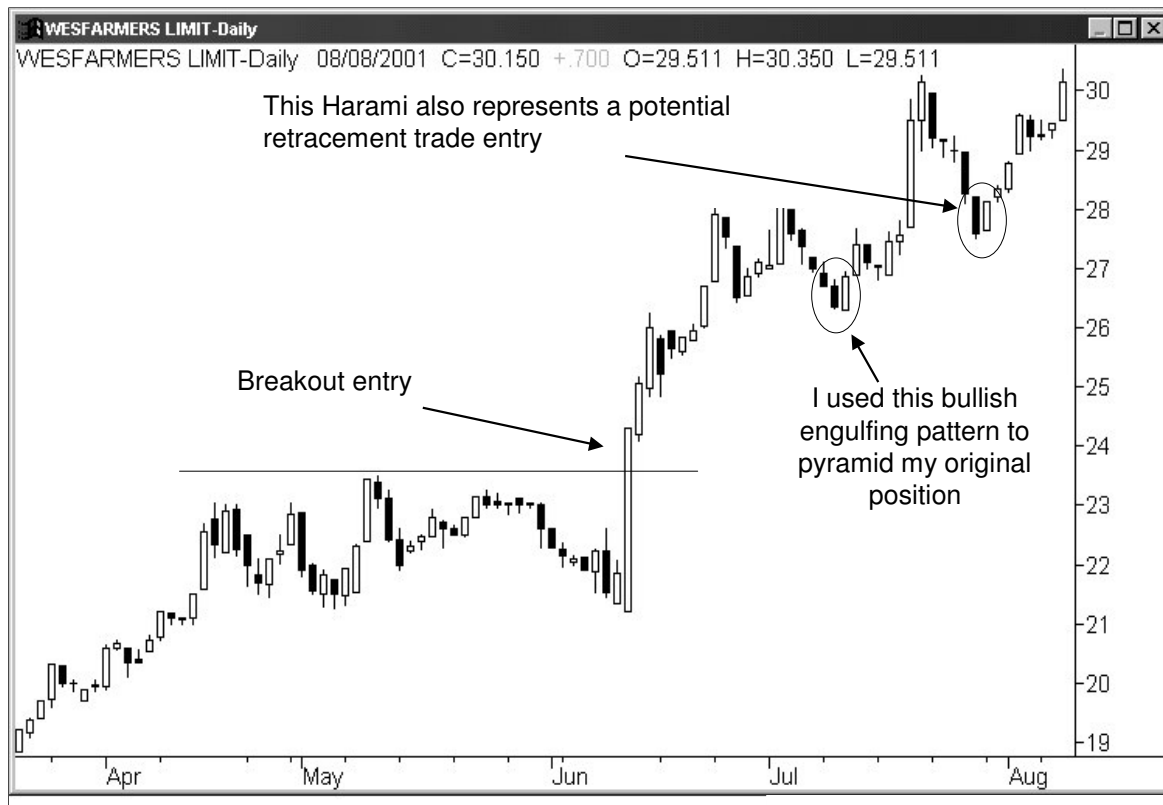 WESFARMERS LIMIT-Daily
WESFARMERS LIMIT-Daily 08/08/2001 C=30.150 +.700 O=29.511 H=30.350 L=29.511
This Harami also represents a potential
retracement trade entry
Breakout entry
I used this bullish
engulfing pattern to
pyramid my original
position
30
29
28
27
26
25
24
23
22
21
20
19
Apr May Jun Jul Aug